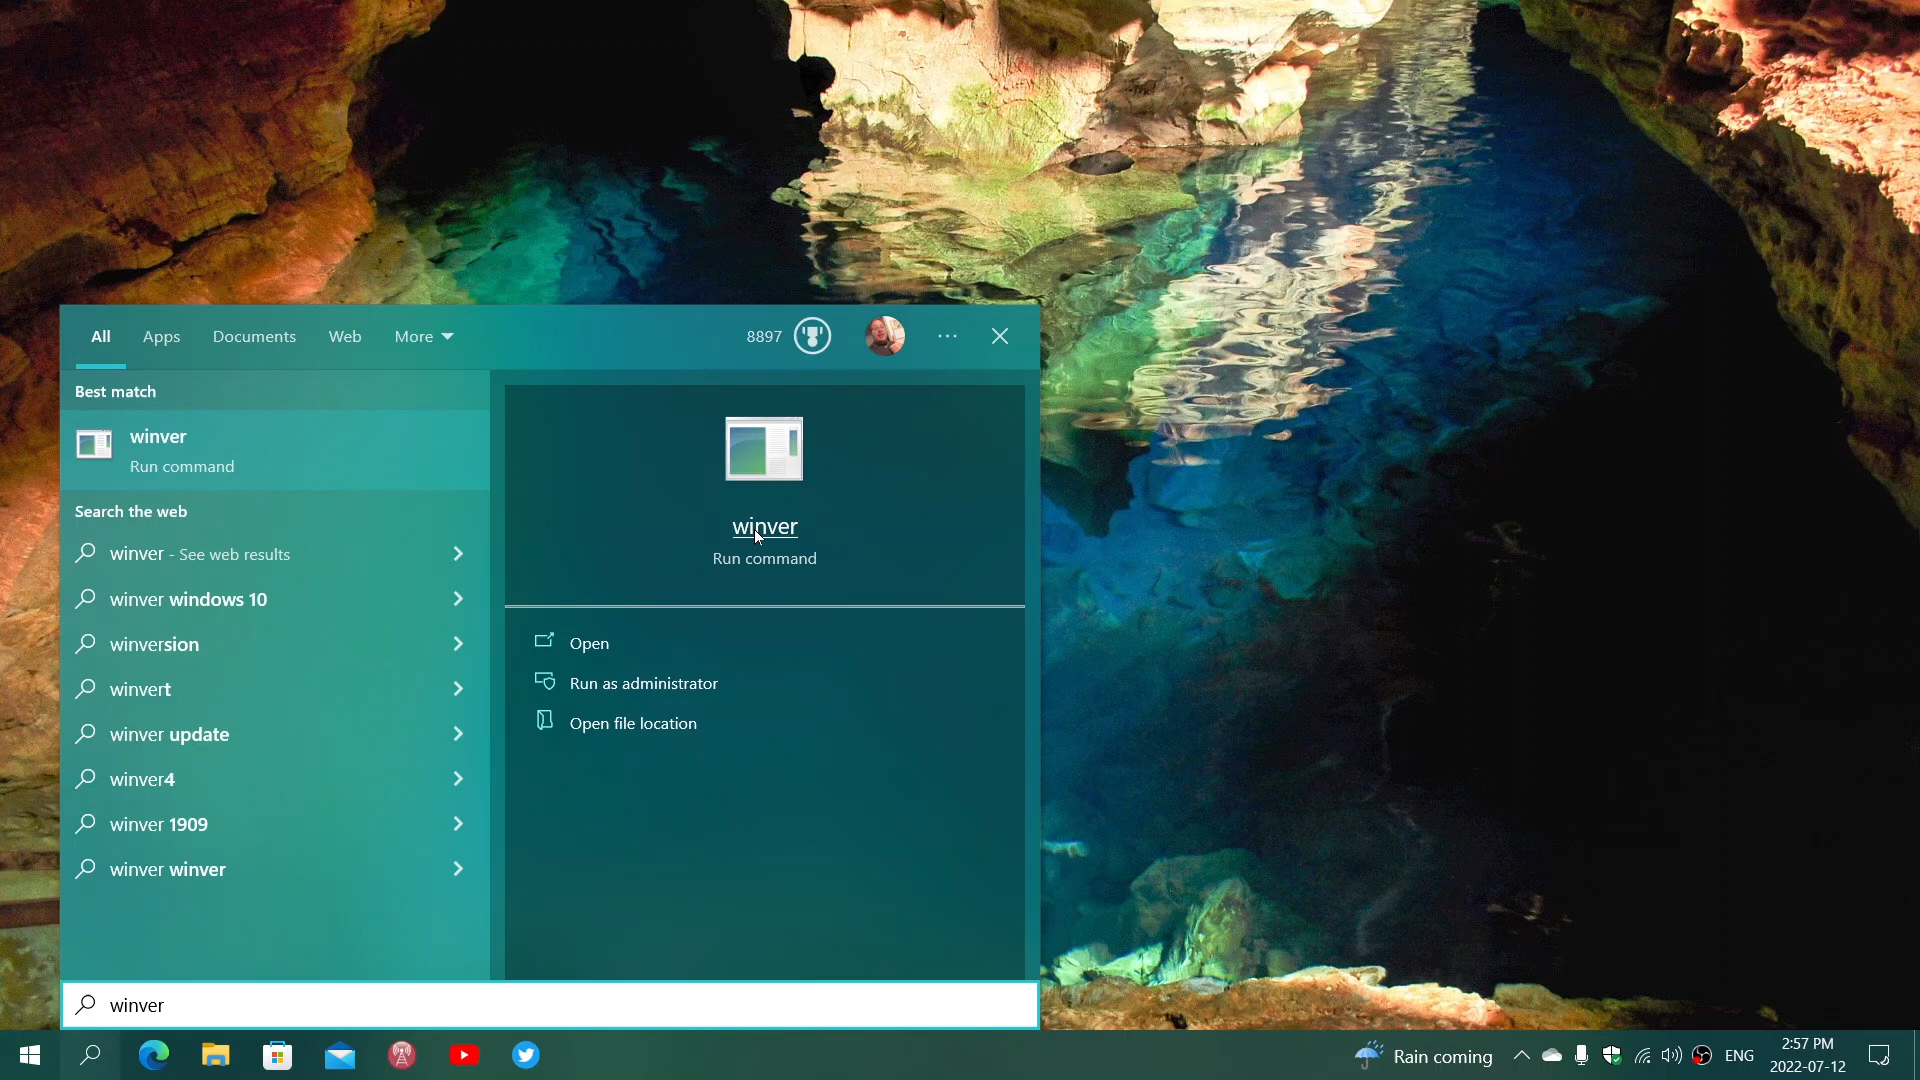 All Apps Documents Web More 8897 ...
Best match
winver
Run command
Search the web
winver - See web results
winver windows 10
winversion
winvert
winver update
winver4
winver 1909
winver winver
winver
Run command
Open
Run as administrator
Open file location
winver
Rain coming ENG 2:57 PM
2022-07-12